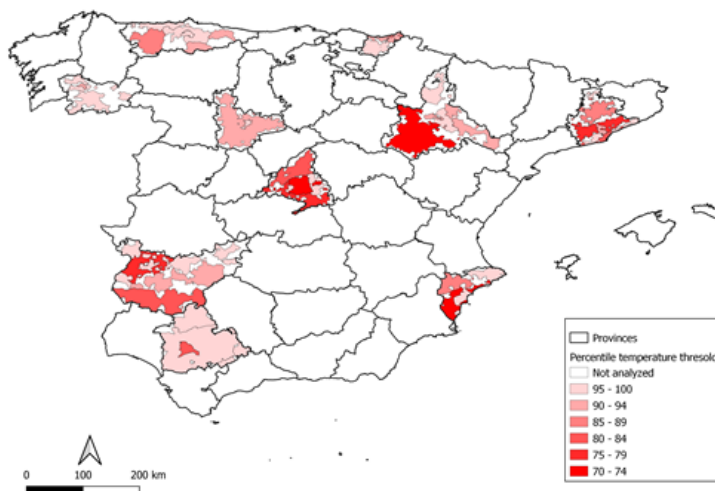 Provinces
Percentile temperature thresolc
Not analyzed
95 - 100
90 - 94
85 - 89
80 - 84
75 - 79
70 - 74
0 100 200 km